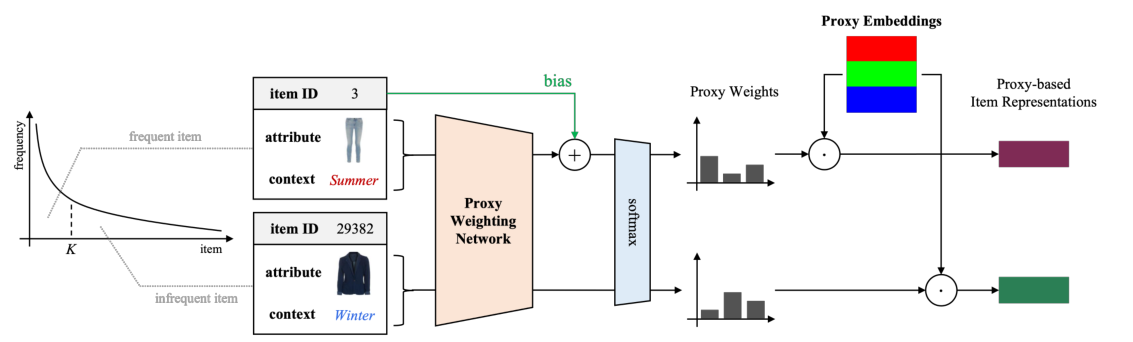 Proxy Embeddings
bias
item ID 3
Proxy Weights
Proxy-based
Item Representations
frequency
frequent item
attribute
context Summer
+
Proxy
Weighting
Network
softmax
item ID 29382
K
item
attribute
infrequent item
context Winter